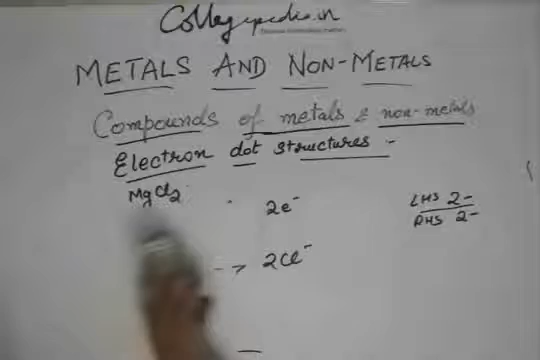 Collegepedia.in
METALS AND NON-METALS
Compounds of metals & non-metals
Electron dot structures -
MgCl2 2e- LHS 2-
RHS 2-
--> 2Cl-